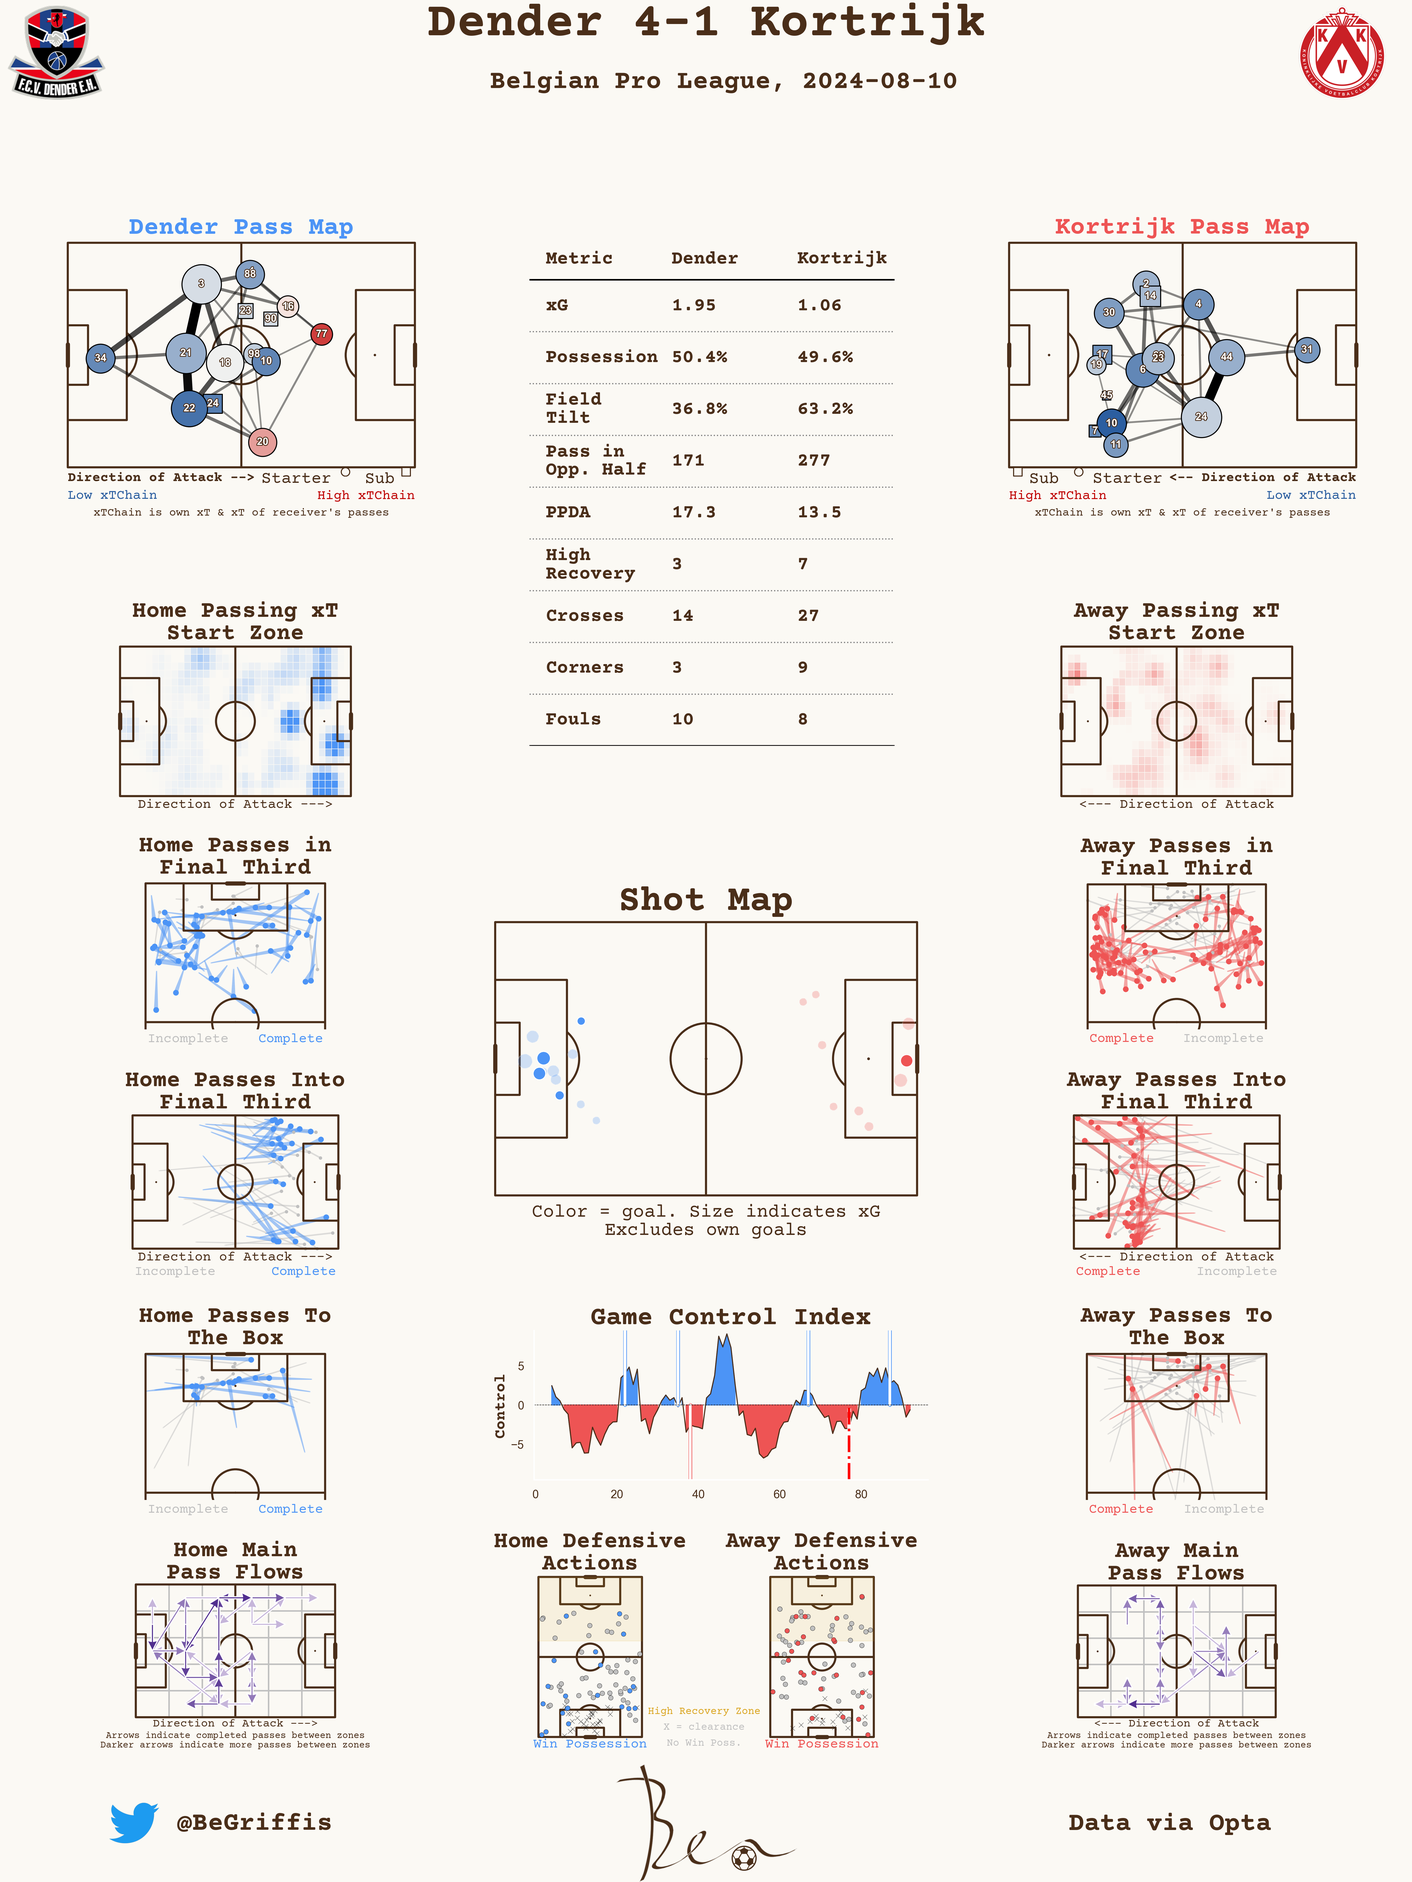 Dender 4-1 Kortrijk
Belgian Pro League, 2024-08-10
F.C.V. DENDER E.H.
K K
V
KONINKLIJKE VOETBALCLUB KORTRIJK
Dender Pass Map
88
3
16
23
90
77
34
21
18
98
10
22
24
20
Direction of Attack --> Starter Sub
Low xTChain High xTChain
xTChain is own xT & xT of receiver's passes
Metric Dender Kortrijk
xG 1.95 1.06
Possession 50.4% 49.6%
Field
Tilt 36.8% 63.2%
Pass in
Opp. Half 171 277
PPDA 17.3 13.5
High
Recovery 3 7
Crosses 14 27
Corners 3 9
Fouls 10 8
Kortrijk Pass Map
2
14
30
4
31
17
19
6
23
44
45
10
7
24
11
Sub Starter <-- Direction of Attack
High xTChain Low xTChain
xTChain is own xT & xT of receiver's passes
Home Passing xT
Start Zone
Direction of Attack --->
Away Passing xT
Start Zone
<--- Direction of Attack
Home Passes in
Final Third
Incomplete Complete
Away Passes in
Final Third
Complete Incomplete
Shot Map
Color = goal. Size indicates xG
Excludes own goals
Home Passes Into
Final Third
Direction of Attack --->
Incomplete Complete
Away Passes Into
Final Third
<--- Direction of Attack
Complete Incomplete
Home Passes To
The Box
Incomplete Complete
Game Control Index
Control
5
0
−5
0 20 40 60 80
Away Passes To
The Box
Complete Incomplete
Home Main
Pass Flows
Direction of Attack --->
Arrows indicate completed passes between zones
Darker arrows indicate more passes between zones
Home Defensive
Actions
Win Possession
High Recovery Zone
X = clearance
No Win Poss.
Away Defensive
Actions
Win Possession
Away Main
Pass Flows
<--- Direction of Attack
Arrows indicate completed passes between zones
Darker arrows indicate more passes between zones
@BeGriffis
Ben
Data via Opta